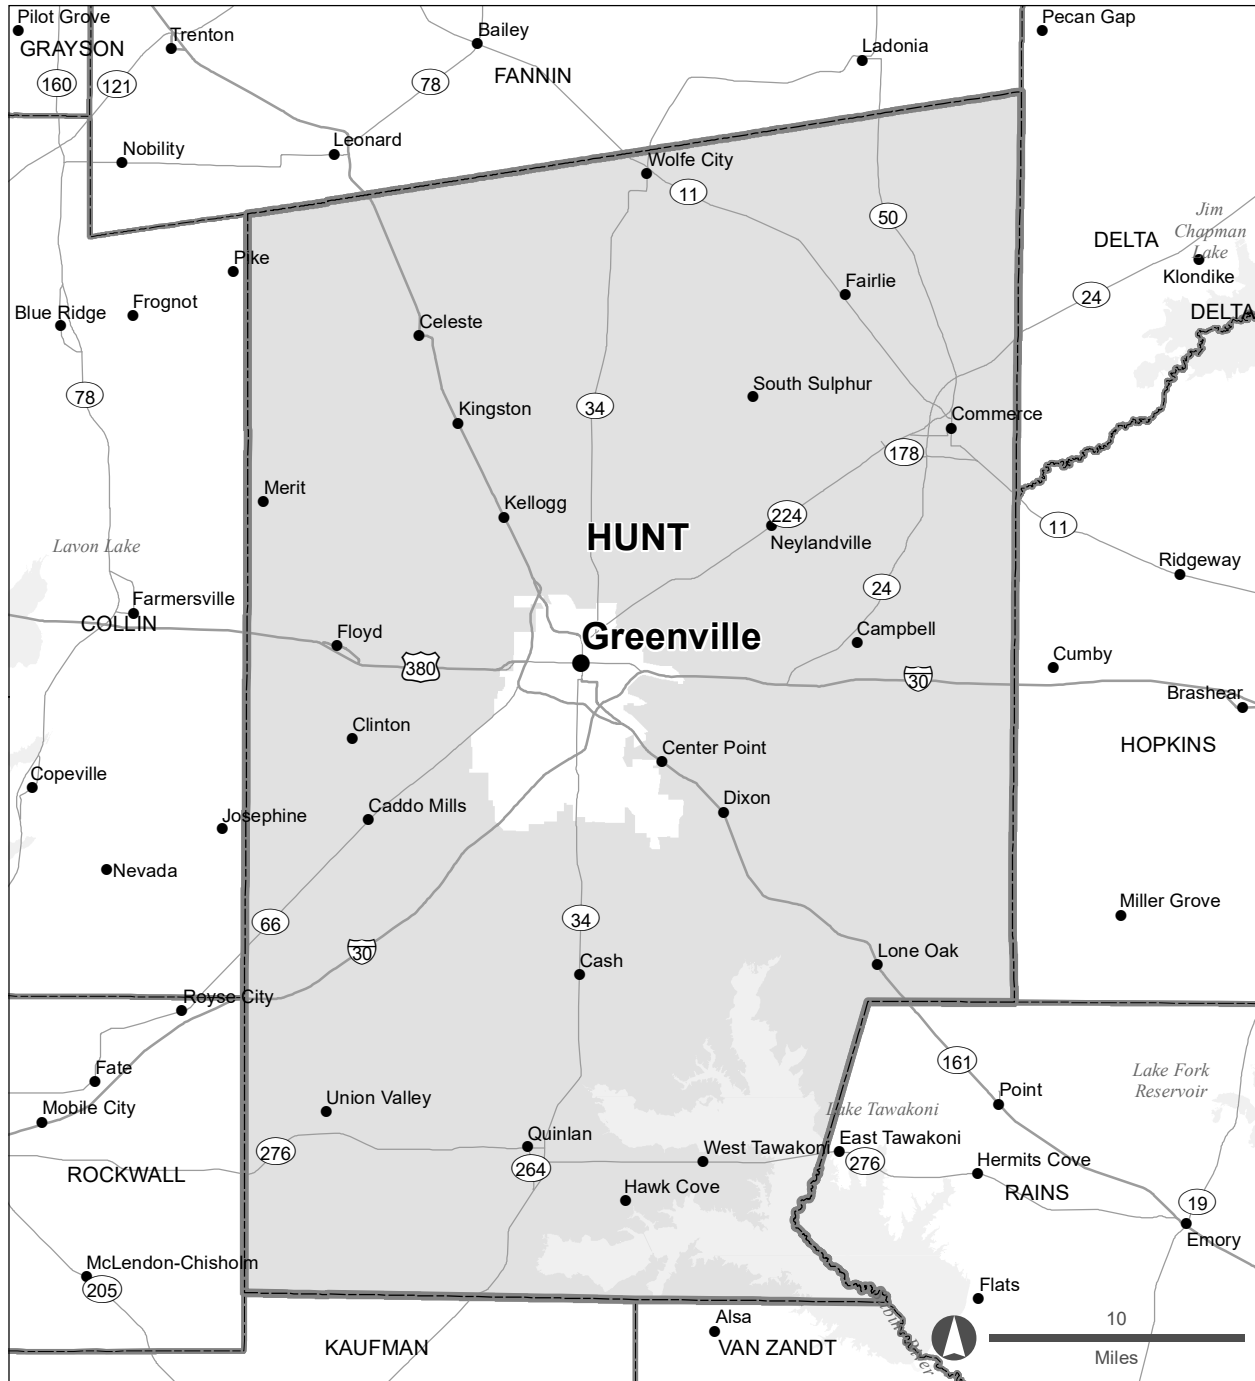 Pilot Grove
GRAYSON
Trenton
Bailey
FANNIN
Ladonia
Pecan Gap
160
121
78
Nobility
Leonard
Wolfe City
11
50
Jim
Chapman
Lake
DELTA
Klondike
24
DELTA
Pike
Frognot
Blue Ridge
Celeste
Fairlie
78
Kingston
34
South Sulphur
Commerce
178
Merit
Kellogg
HUNT
224
Neylandville
11
Ridgeway
Lavon Lake
Farmersville
COLLIN
Floyd
380
Greenville
24
Campbell
30
Cumby
Brashear
HOPKINS
Clinton
Center Point
Copeville
Josephine
Caddo Mills
Dixon
Nevada
66
30
34
Cash
Lone Oak
Miller Grove
Royse City
Fate
Mobile City
Union Valley
161
Point
Lake Fork
Reservoir
Lake Tawakoni
276
Quinlan
264
West Tawakoni
East Tawakoni
276
Hermits Cove
RAINS
ROCKWALL
Hawk Cove
19
Emory
McLendon-Chisholm
205
Flats
KAUFMAN
Alsa
VAN ZANDT
River
10
Miles